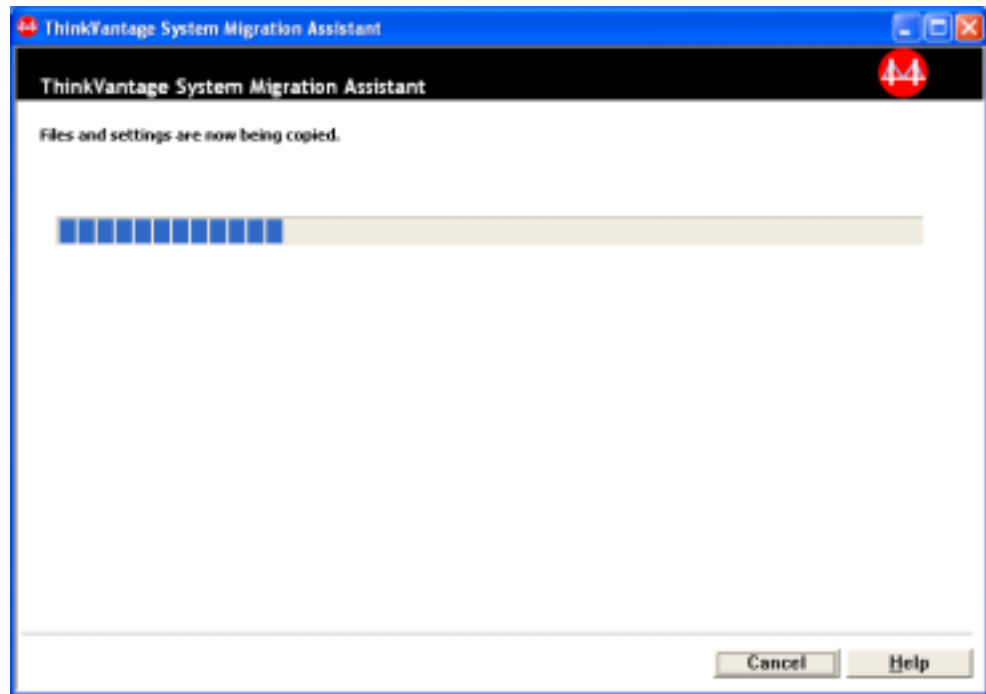 ThinkVantage System Migration Assistant
ThinkVantage System Migration Assistant
Files and settings are now being copied.
Cancel Help